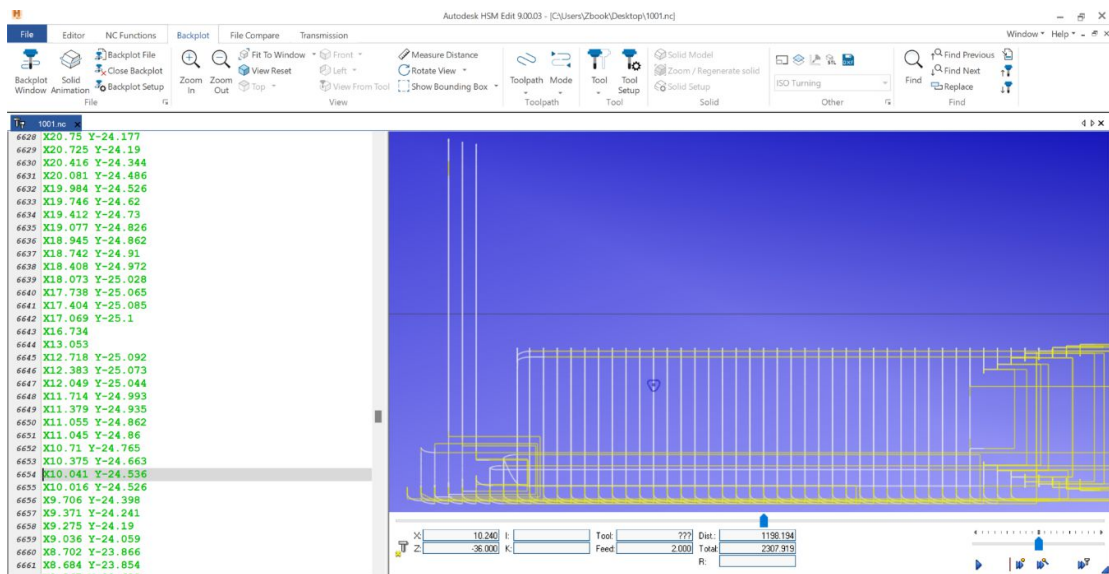 Autodesk HSM Edit 9.00.03 - [C:\Users\Zbook\Desktop\1001.nc]
File Editor NC Functions Backplot File Compare Transmission Window Help
Backplot Window
Solid Animation
Backplot File
Close Backplot
Backplot Setup
File
Zoom In
Zoom Out
Fit To Window
View Reset
Top
Front
Left
View From Tool
View
Measure Distance
Rotate View
Show Bounding Box
Toolpath
Mode
Toolpath
Tool
Tool Setup
Tool
Solid Model
Zoom / Regenerate solid
Solid Setup
Solid
ISO Turning
Other
Find
Find Previous
Find Next
Replace
Find
1001.nc
6628 X20.75 Y-24.177
6629 X20.725 Y-24.19
6630 X20.416 Y-24.344
6631 X20.081 Y-24.486
6632 X19.984 Y-24.526
6633 X19.746 Y-24.62
6634 X19.412 Y-24.73
6635 X19.077 Y-24.826
6636 X18.945 Y-24.862
6637 X18.742 Y-24.91
6638 X18.408 Y-24.972
6639 X18.073 Y-25.028
6640 X17.738 Y-25.065
6641 X17.404 Y-25.085
6642 X17.069 Y-25.1
6643 X16.734
6644 X13.053
6645 X12.718 Y-25.092
6646 X12.383 Y-25.073
6647 X12.049 Y-25.044
6648 X11.714 Y-24.993
6649 X11.379 Y-24.935
6650 X11.055 Y-24.862
6651 X11.045 Y-24.86
6652 X10.71 Y-24.765
6653 X10.375 Y-24.663
6654 X10.041 Y-24.536
6655 X10.016 Y-24.526
6656 X9.706 Y-24.398
6657 X9.371 Y-24.241
6658 X9.275 Y-24.19
6659 X9.036 Y-24.059
6660 X8.702 Y-23.866
6661 X8.684 Y-23.854
X: 10.240 I: Tool: ??? Dist.: 1198.194
Z: -36.000 K: Feed: 2.000 Total: 2307.919
R: